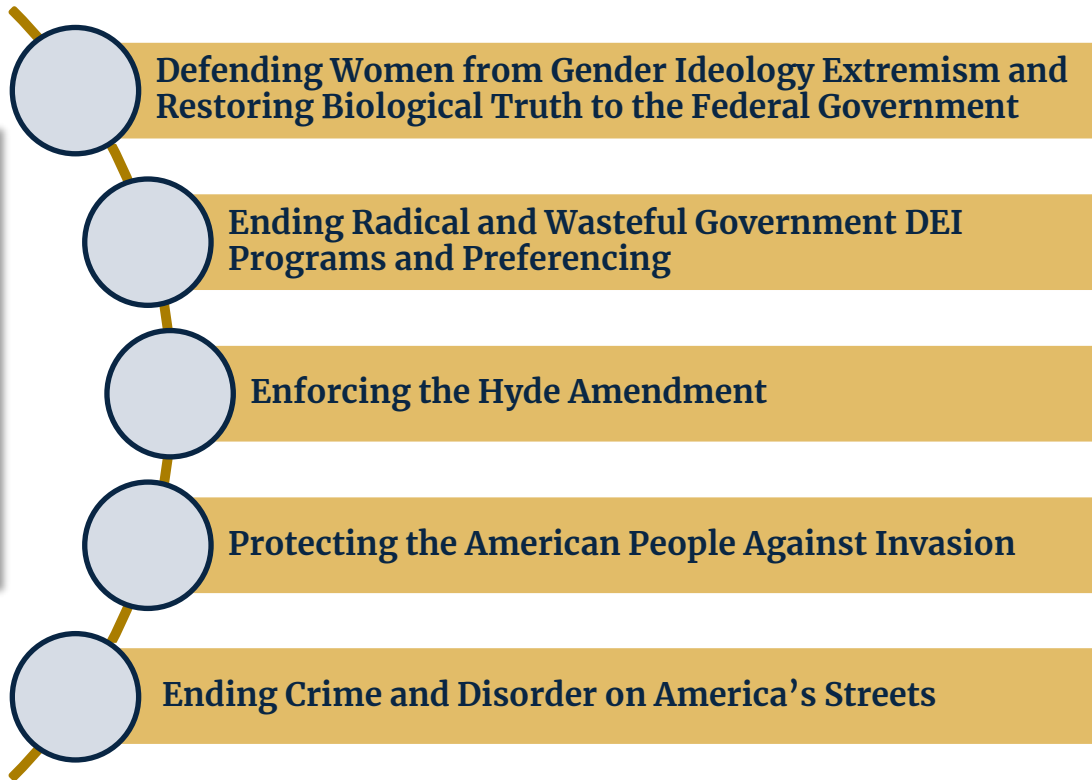 Defending Women from Gender Ideology Extremism and
Restoring Biological Truth to the Federal Government
Ending Radical and Wasteful Government DEI
Programs and Preferencing
Enforcing the Hyde Amendment
Protecting the American People Against Invasion
Ending Crime and Disorder on America’s Streets